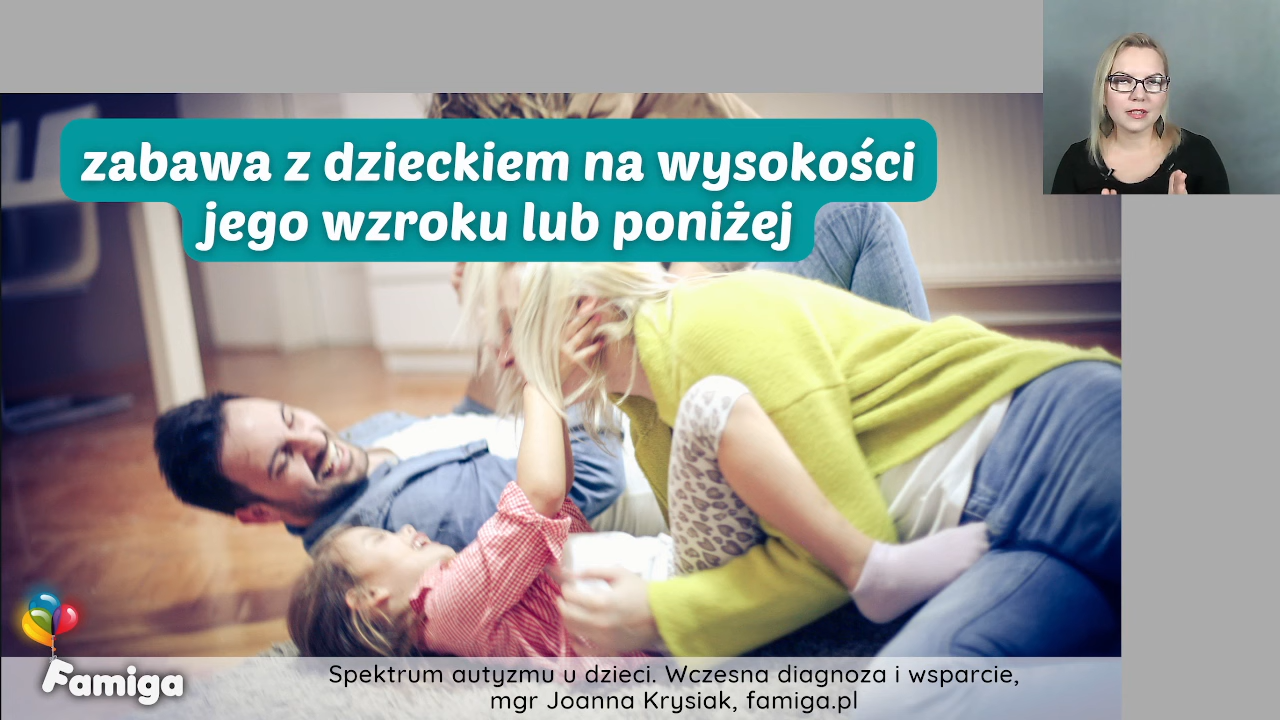 zabawa z dzieckiem na wysokości
jego wzroku lub poniżej
Famiga
Spektrum autyzmu u dzieci. Wczesna diagnoza i wsparcie,
mgr Joanna Krysiak, famiga.pl